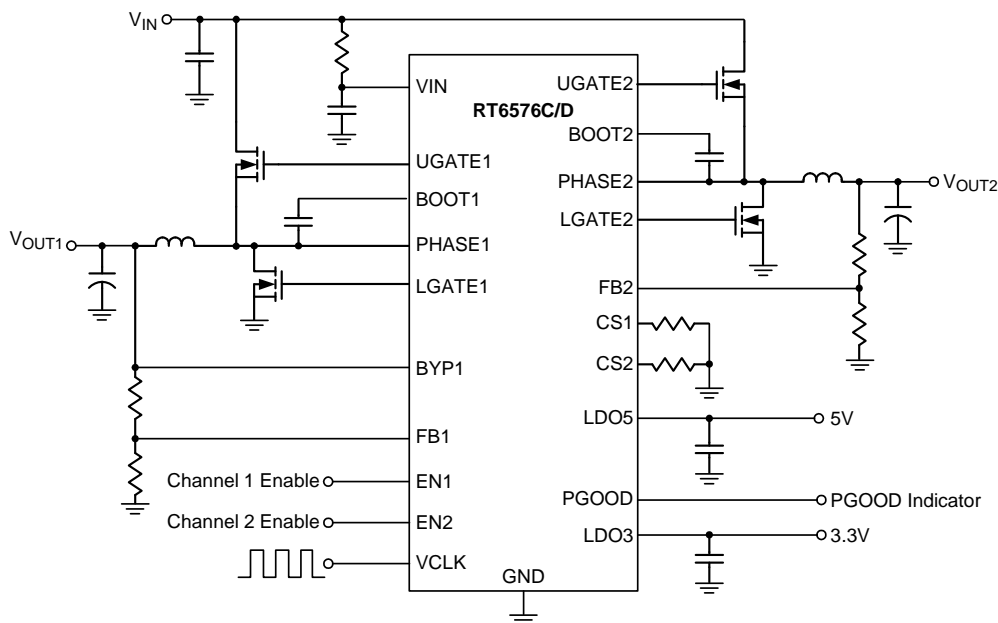 VIN
VIN
RT6576C/D
UGATE2
BOOT2
UGATE1
BOOT1
PHASE2
VOUT2
LGATE2
VOUT1
PHASE1
LGATE1
FB2
CS1
CS2
BYP1
LDO5
5V
FB1
Channel 1 Enable
EN1
PGOOD
PGOOD Indicator
Channel 2 Enable
EN2
LDO3
3.3V
VCLK
GND